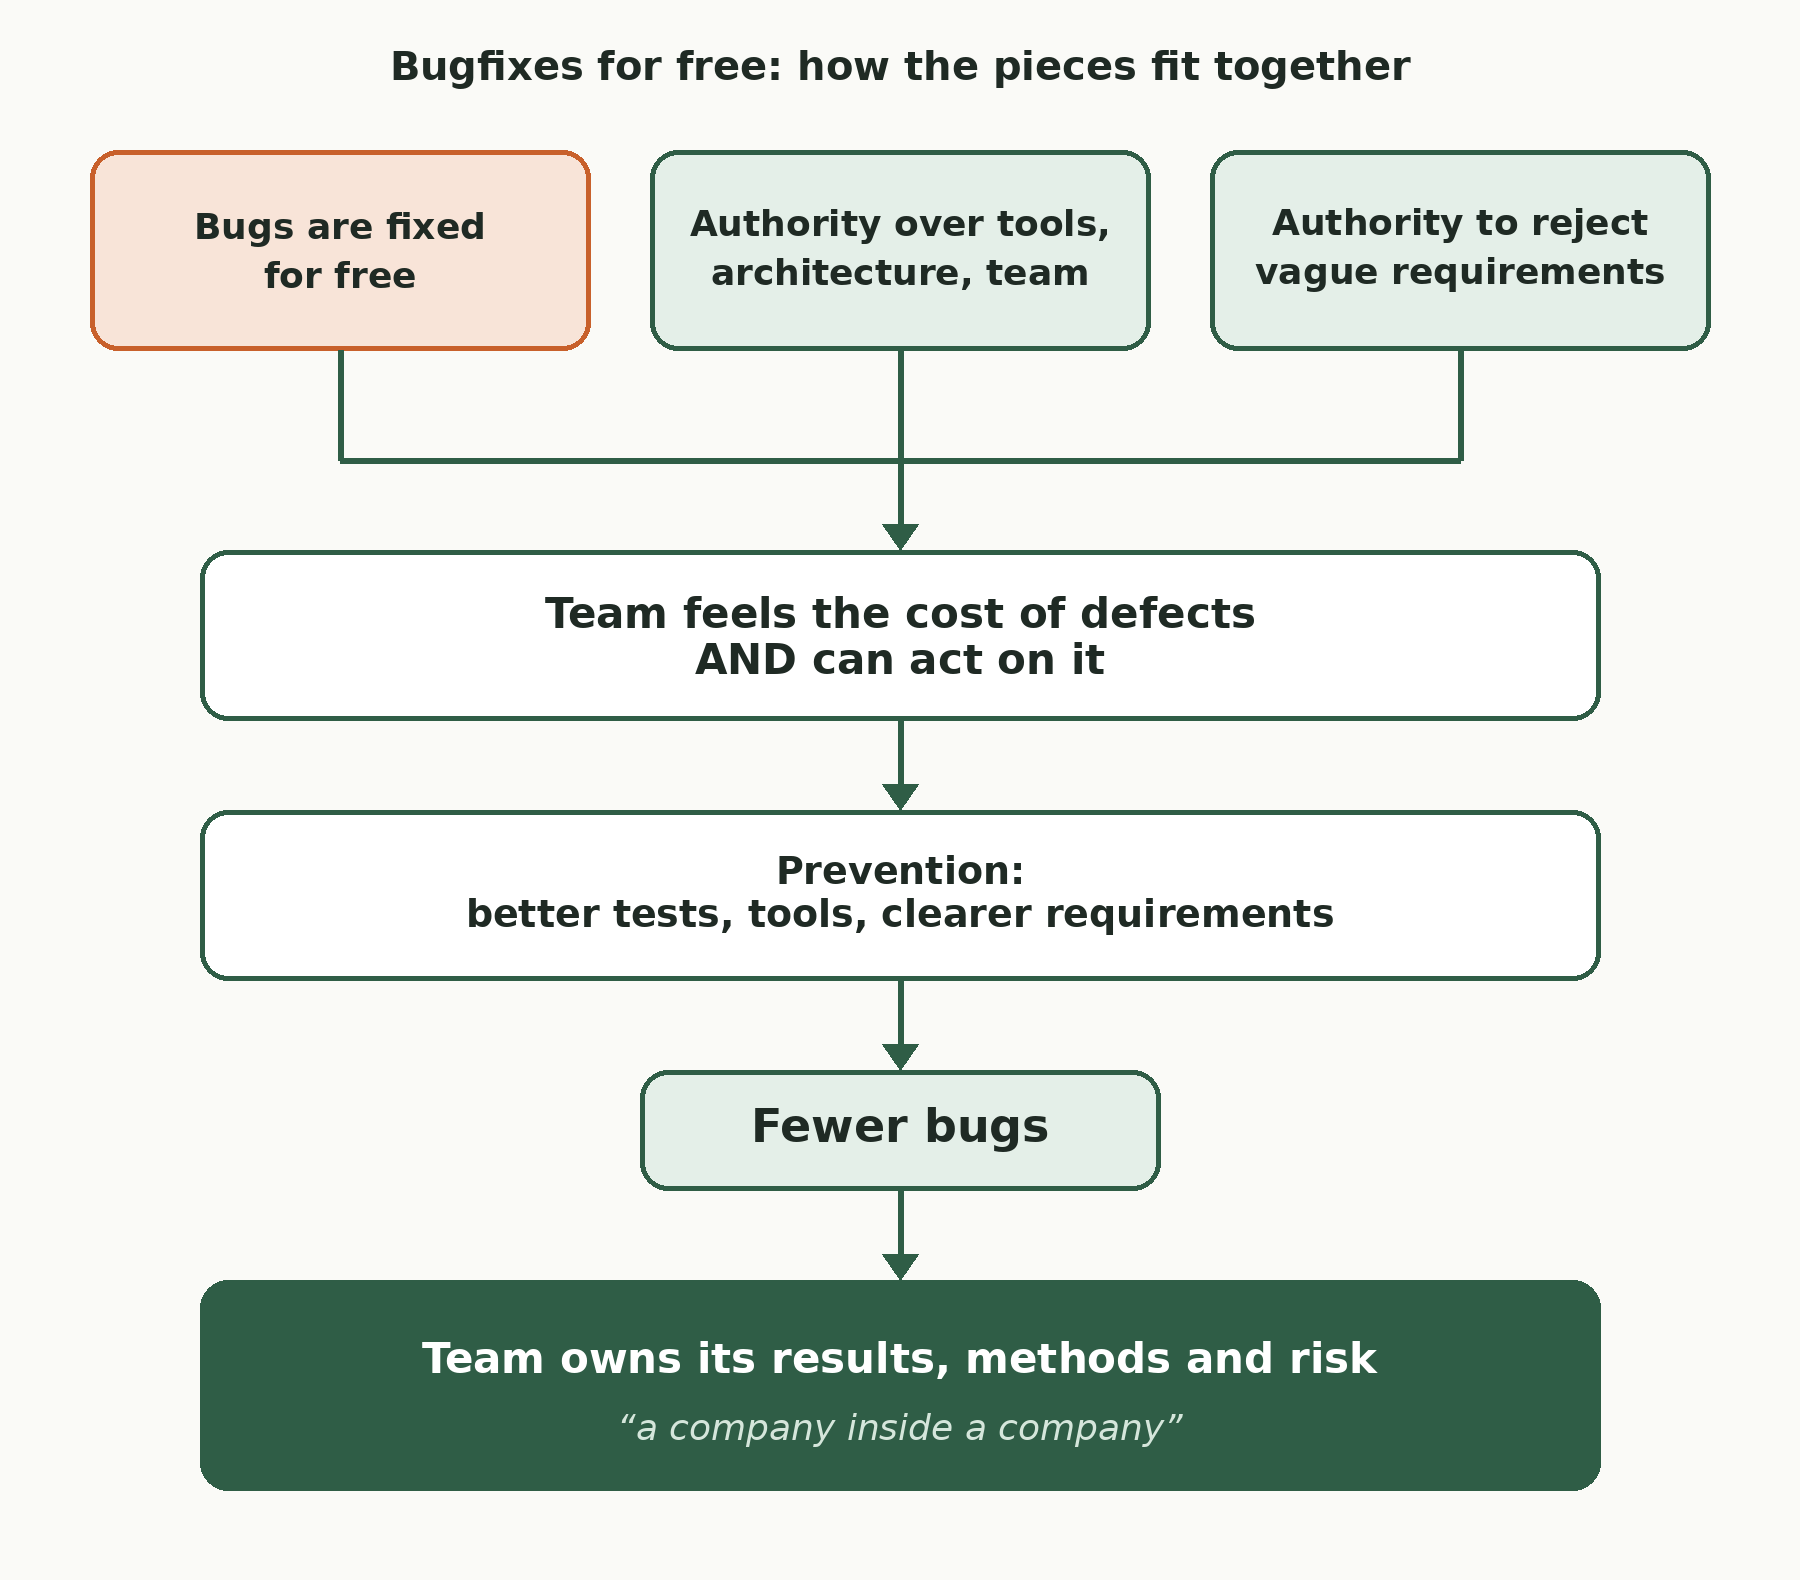 Bugfixes for free: how the pieces fit together
Bugs are fixed
for free
Authority over tools,
architecture, team
Authority to reject
vague requirements
Team feels the cost of defects
AND can act on it
Prevention:
better tests, tools, clearer requirements
Fewer bugs
Team owns its results, methods and risk
“a company inside a company”